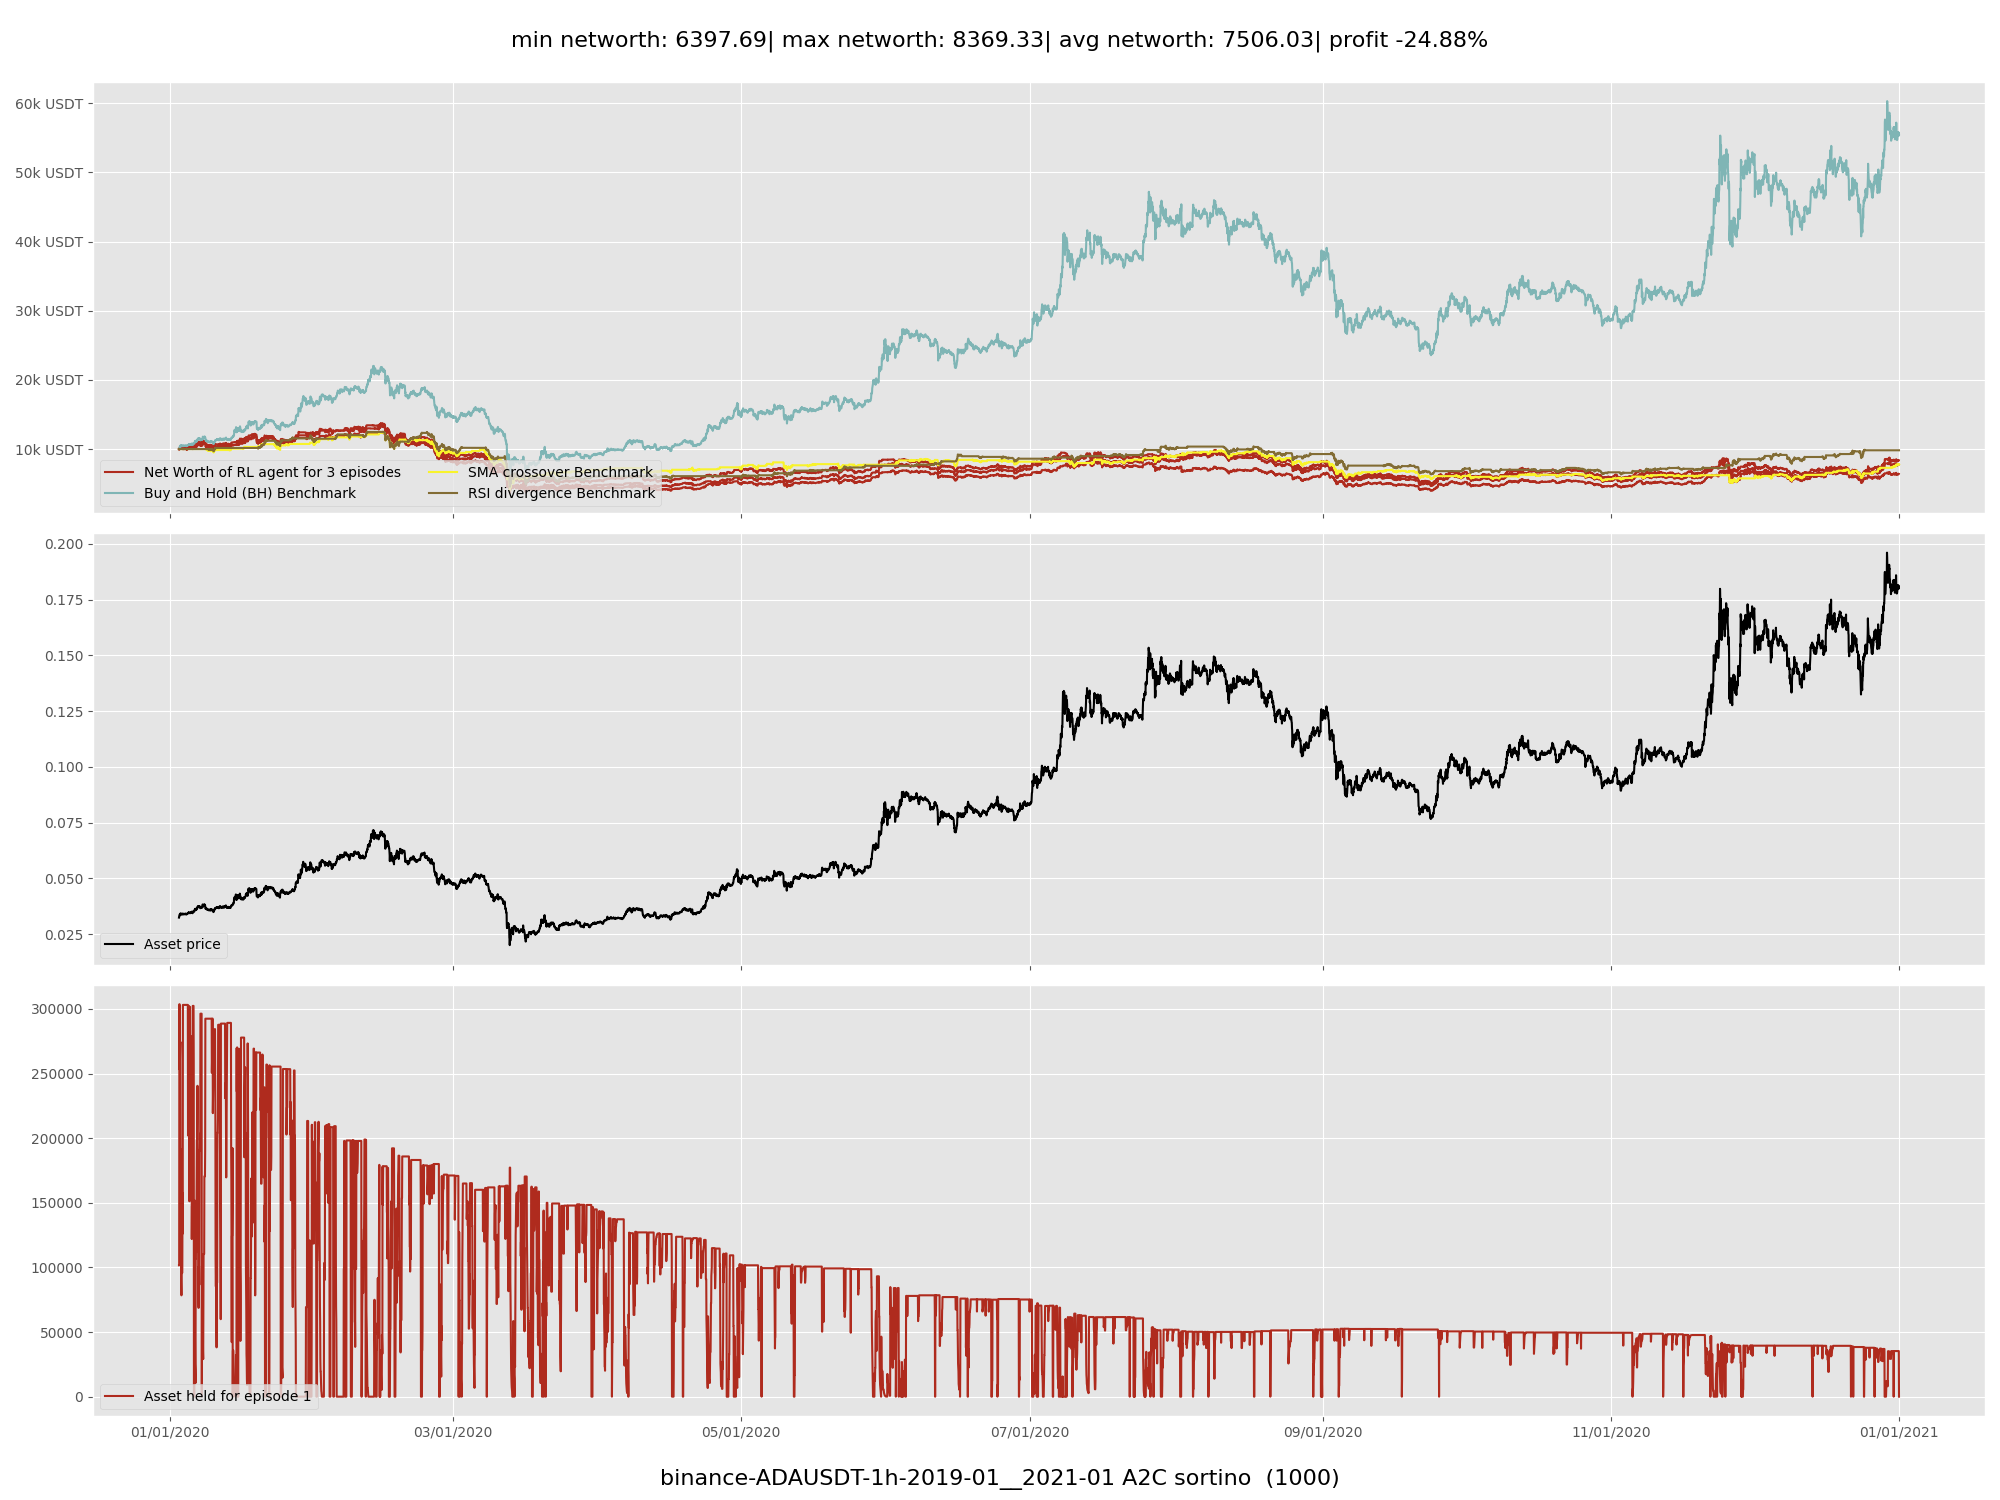 min networth: 6397.69| max networth: 8369.33| avg networth: 7506.03| profit -24.88%
60k USDT
50k USDT
40k USDT
30k USDT
20k USDT
10k USDT
Net Worth of RL agent for 3 episodes
Buy and Hold (BH) Benchmark
SMA crossover Benchmark
RSI divergence Benchmark
0.200
0.175
0.150
0.125
0.100
0.075
0.050
0.025
Asset price
300000
250000
200000
150000
100000
50000
0
Asset held for episode 1
01/01/2020 03/01/2020 05/01/2020 07/01/2020 09/01/2020 11/01/2020 01/01/2021
binance-ADAUSDT-1h-2019-01__2021-01 A2C sortino  (1000)